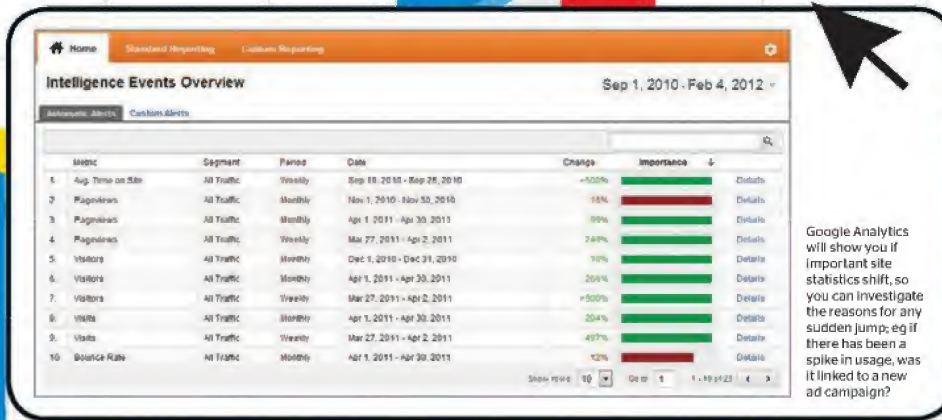 Home Standard Reporting Custom Reporting
Intelligence Events Overview
Sep 1, 2010 - Feb 4, 2012
Automatic Alerts Custom Alerts
Metric Segment Period Date Change Importance
1. Avg. Time on Site All Traffic Weekly Sep 19, 2010 - Sep 25, 2010 >500% Details
2. Pageviews All Traffic Monthly Nov 1, 2010 - Nov 30, 2010 Details
3. Pageviews All Traffic Monthly Apr 1, 2011 - Apr 30, 2011 Details
4. Pageviews All Traffic Weekly Mar 27, 2011 - Apr 2, 2011 Details
5. Visitors All Traffic Monthly Dec 1, 2010 - Dec 31, 2010 Details
6. Visitors All Traffic Monthly Apr 1, 2011 - Apr 30, 2011 Details
7. Visitors All Traffic Weekly Mar 27, 2011 - Apr 2, 2011 >500% Details
8. Visits All Traffic Monthly Apr 1, 2011 - Apr 30, 2011 204% Details
9. Visits All Traffic Weekly Mar 27, 2011 - Apr 2, 2011 497% Details
10. Bounce Rate All Traffic Monthly Apr 1, 2011 - Apr 30, 2011 12% Details
Show rows: 10 Go to: 1 1 - 10 of 23
Google Analytics
will show you if
important site
statistics shift, so
you can investigate
the reasons for any
sudden jump; eg if
there has been a
spike in usage, was
it linked to a new
ad campaign?